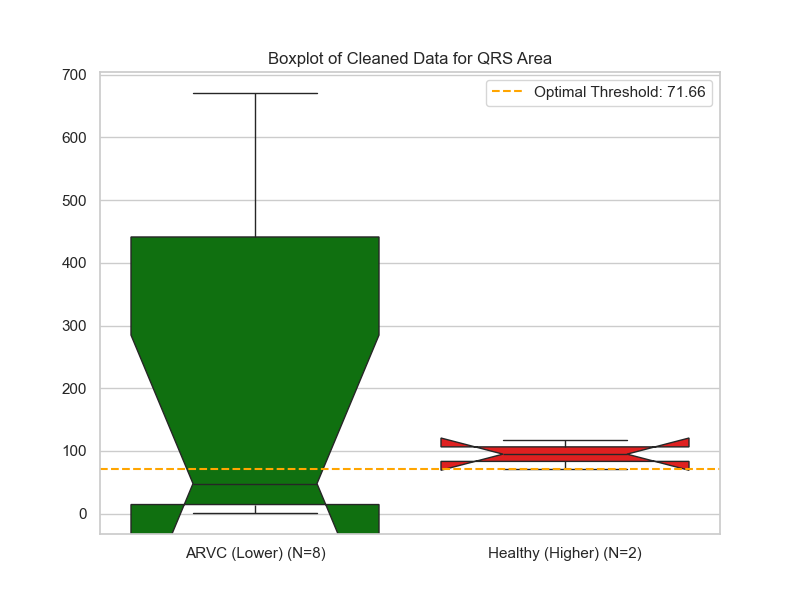 Boxplot of Cleaned Data for QRS Area
Optimal Threshold: 71.66
700
600
500
400
300
200
100
0
ARVC (Lower) (N=8)
Healthy (Higher) (N=2)